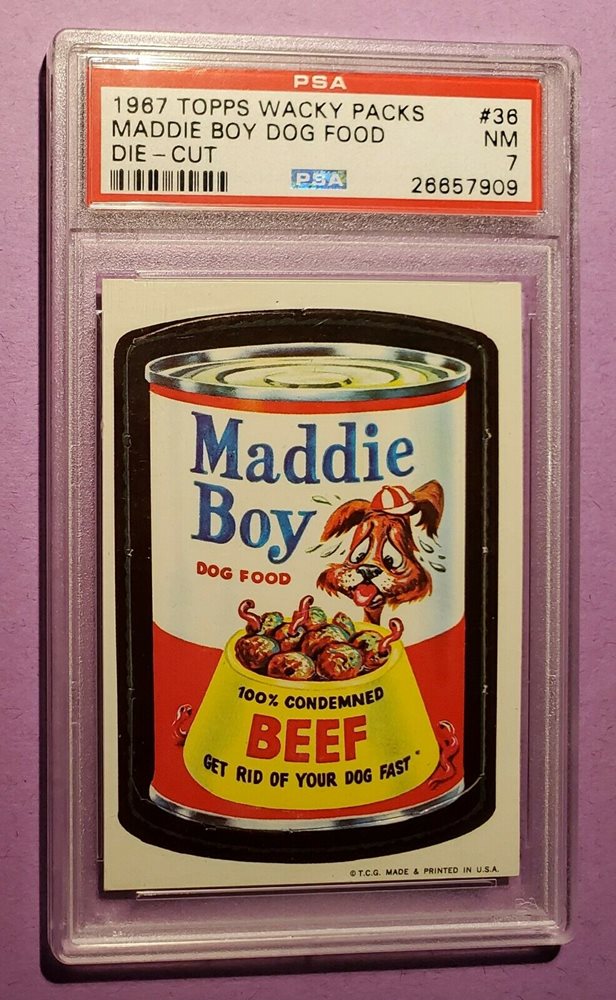 PSA
1967 TOPPS WACKY PACKS #36
MADDIE BOY DOG FOOD NM
DIE-CUT 7
PSA 26657909
Maddie
Boy
DOG FOOD
100% CONDEMNED
BEEF
GET RID OF YOUR DOG FAST"
© T.C.G. MADE & PRINTED IN U.S.A.